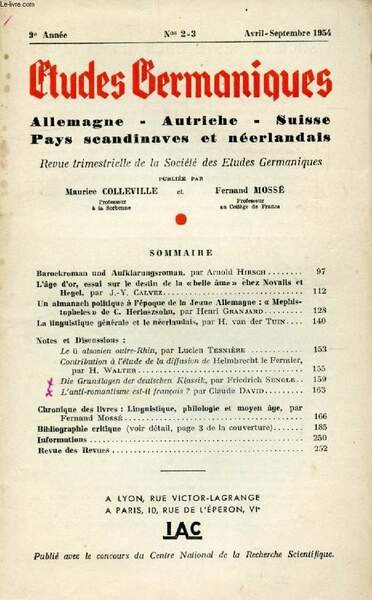 Le-livre.com
9e Année
Nos 2-3
Avril-Septembre 1954
Etudes Germaniques
Allemagne - Autriche - Suisse
Pays scandinaves et néerlandais
Revue trimestrielle de la Société des Etudes Germaniques
PUBLIÉE PAR
Maurice COLLEVILLE et Fernand MOSSÉ
Professeur Professeur
à la Sorbonne au Collège de France
SOMMAIRE
Barockroman und Aufklärungsroman, par Arnold HIRSCH ........ 97
L'âge d'or, essai sur le destin de la « belle âme » chez Novalis et
Hegel, par J.-Y. CALVEZ ........ 112
Un almanach politique à l'époque de la Jeune Allemagne : « Mephis-
topheles » de C. Herloszsohn, par Henri GRANJARD ........ 128
La linguistique générale et le néerlandais, par H. van der TUIN .... 140
Notes et Discussions :
Le ü alsacien outre-Rhin, par Lucien TESNIÈRE ........ 153
Contribution à l'étude de la diffusion de Helmbrecht le Fermier,
par H. WALTER ........ 155
Die Grundlagen der deutschen Klassik, par Friedrich SENGLE .. 159
L'anti-romantisme est-il français ? par Claude DAVID ........ 163
Chronique des livres : Linguistique, philologie et moyen âge, par
Fernand MOSSÉ ........ 166
Bibliographie critique (voir détail, page 3 de la couverture) ........ 185
Informations ........ 250
Revue des Revues ........ 252
A LYON, RUE VICTOR-LAGRANGE
A PARIS, 10, RUE DE L'ÉPERON, VIe
IAC
Publié avec le concours du Centre National de la Recherche Scientifique.